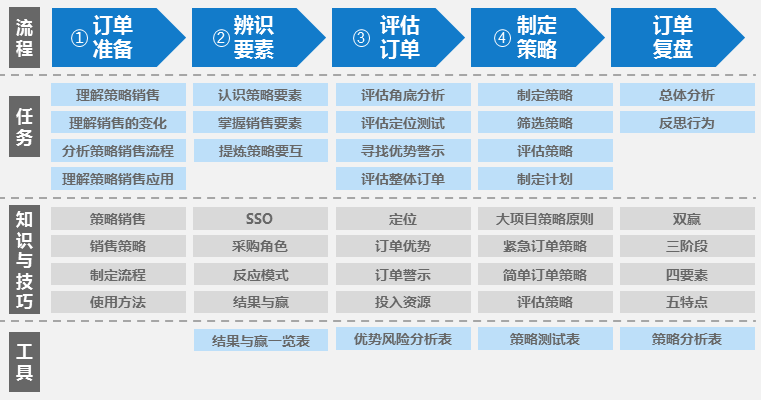 流程
① 订单准备
② 辨识要素
③ 评估订单
④ 制定策略
订单复盘
任务
理解策略销售 认识策略要素 评估角底分析 制定策略 总体分析
理解销售的变化 掌握销售要素 评估定位测试 筛选策略 反思行为
分析策略销售流程 提炼策略要互 寻找优势警示 评估策略
理解策略销售应用 评估整体订单 制定计划
知识与技巧
策略销售 SSO 定位 大项目策略原则 双赢
销售策略 采购角色 订单优势 紧急订单策略 三阶段
制定流程 反应模式 订单警示 简单订单策略 四要素
使用方法 结果与赢 投入资源 评估策略 五特点
工具
结果与赢一览表 优势风险分析表 策略测试表 策略分析表